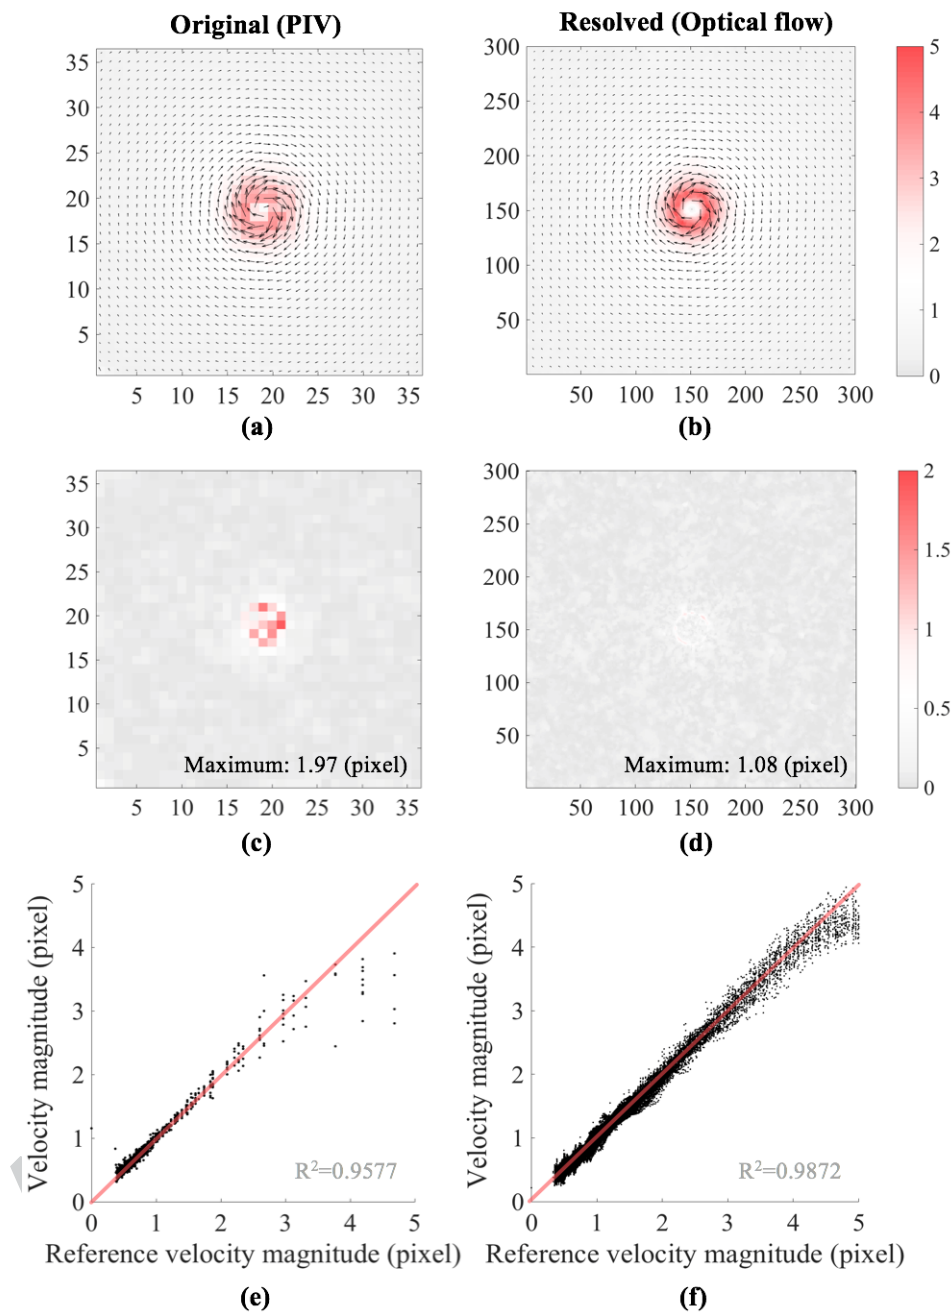 Original (PIV)
Resolved (Optical flow)
35
30
25
20
15
10
5
5 10 15 20 25 30 35
(a)
300
250
200
150
100
50
50 100 150 200 250 300
(b)
5
4
3
2
1
0
35
30
25
20
15
10
5
Maximum: 1.97 (pixel)
5 10 15 20 25 30 35
(c)
300
250
200
150
100
50
Maximum: 1.08 (pixel)
50 100 150 200 250 300
(d)
2
1.5
1
0.5
0
Velocity magnitude (pixel)
5
4
3
2
1
0
R²=0.9577
0 1 2 3 4 5
Reference velocity magnitude (pixel)
(e)
Velocity magnitude (pixel)
5
4
3
2
1
0
R²=0.9872
0 1 2 3 4 5
Reference velocity magnitude (pixel)
(f)